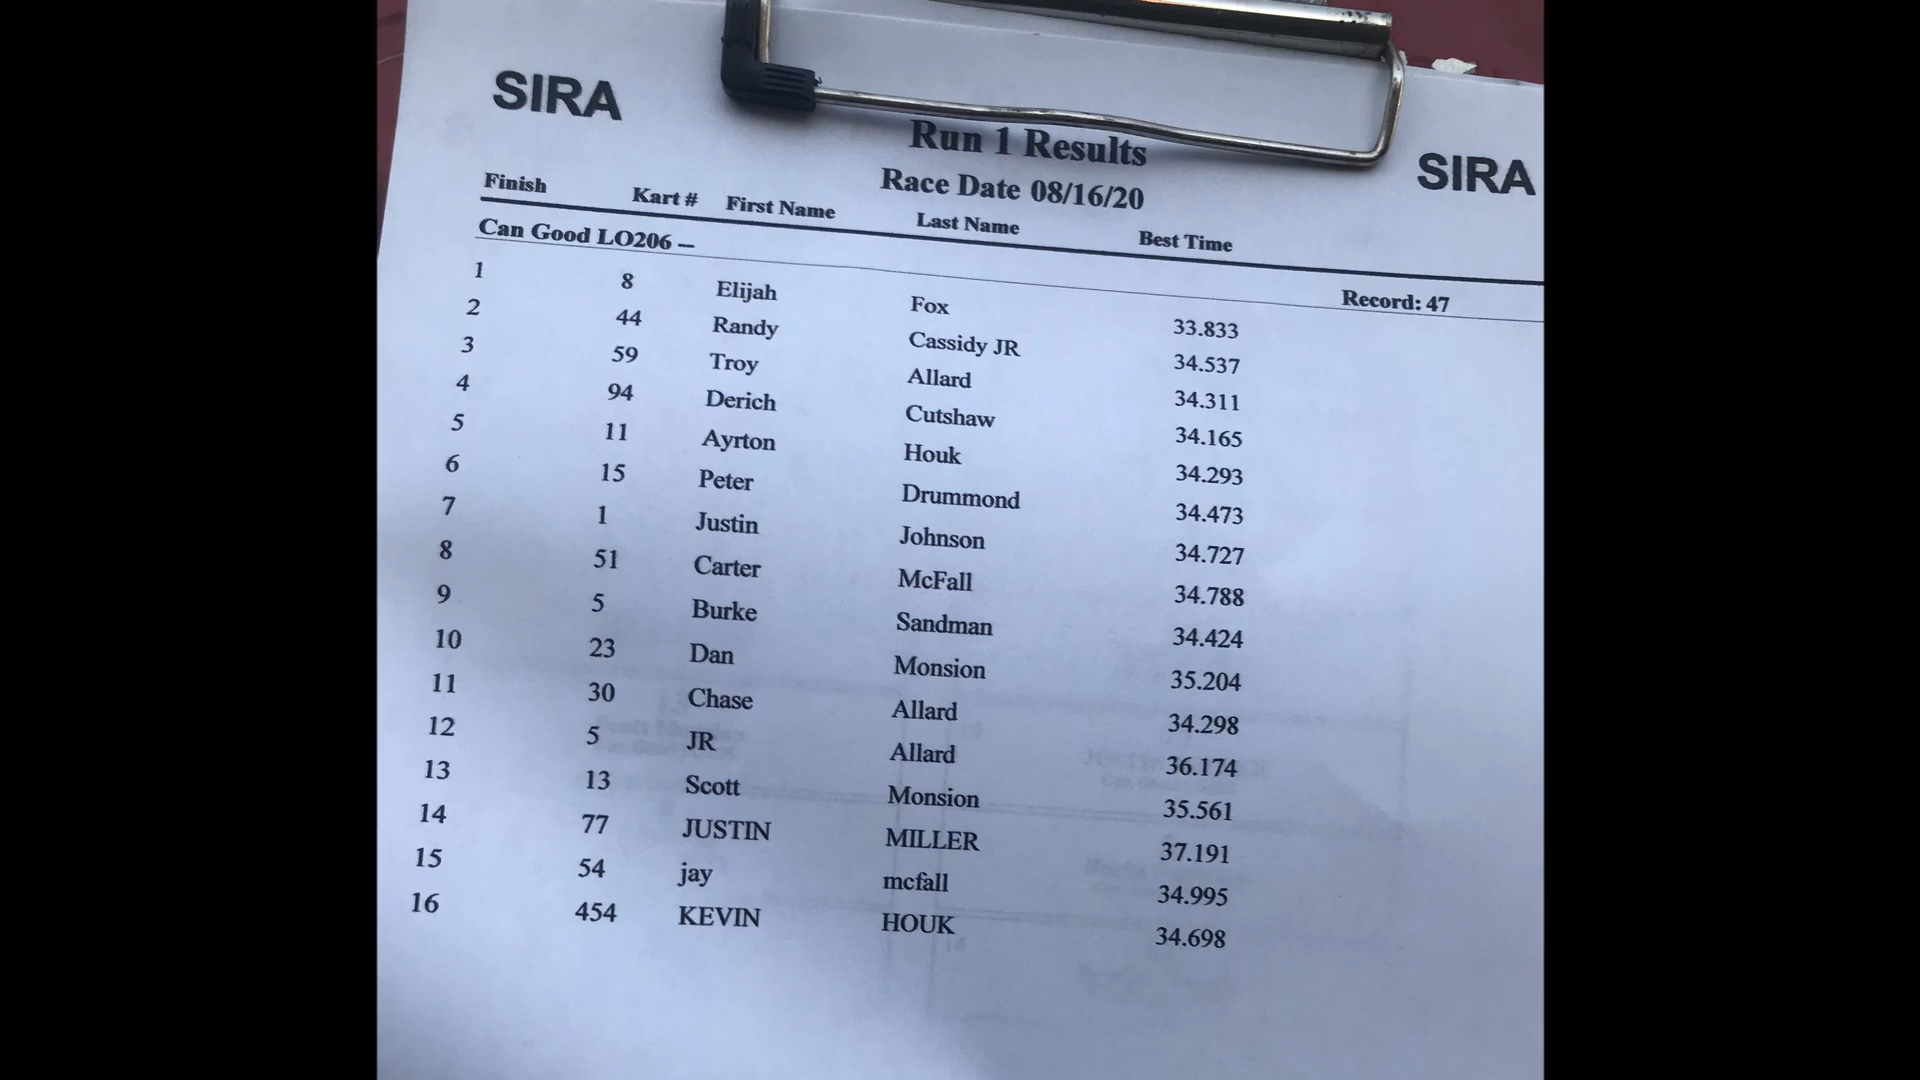 SIRA
Run 1 Results
SIRA
Race Date 08/16/20
Finish Kart # First Name Last Name Best Time
Can Good LO206 –
Record: 47
1 8 Elijah Fox 33.833
2 44 Randy Cassidy JR 34.537
3 59 Troy Allard 34.311
4 94 Derich Cutshaw 34.165
5 11 Ayrton Houk 34.293
6 15 Peter Drummond 34.473
7 1 Justin Johnson 34.727
8 51 Carter McFall 34.788
9 5 Burke Sandman 34.424
10 23 Dan Monsion 35.204
11 30 Chase Allard 34.298
12 5 JR Allard 36.174
13 13 Scott Monsion 35.561
14 77 JUSTIN MILLER 37.191
15 54 jay mcfall 34.995
16 454 KEVIN HOUK 34.698